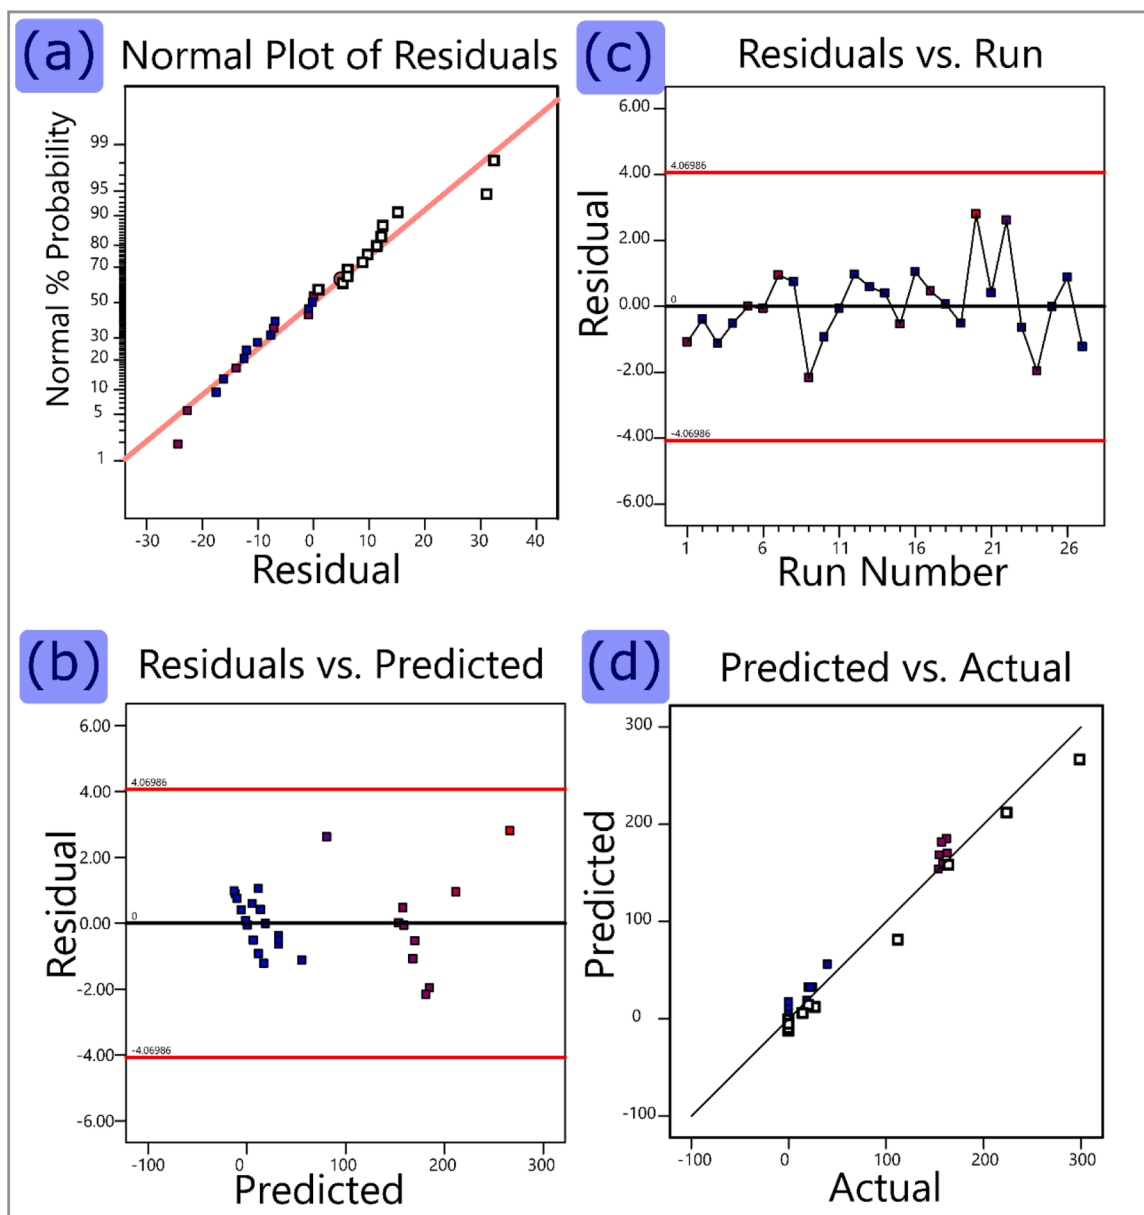 (a) Normal Plot of Residuals
Normal % Probability
99
95
90
80
70
50
30
20
10
5
1
-30 -20 -10 0 10 20 30 40
Residual
(c) Residuals vs. Run
Residual
6.00
4.00
2.00
0.00
-2.00
-4.00
-6.00
4.06986
0
-4.06986
1 6 11 16 21 26
Run Number
(b) Residuals vs. Predicted
Residual
6.00
4.00
2.00
0.00
-2.00
-4.00
-6.00
4.06986
0
-4.06986
-100 0 100 200 300
Predicted
(d) Predicted vs. Actual
Predicted
300
200
100
0
-100
-100 0 100 200 300
Actual